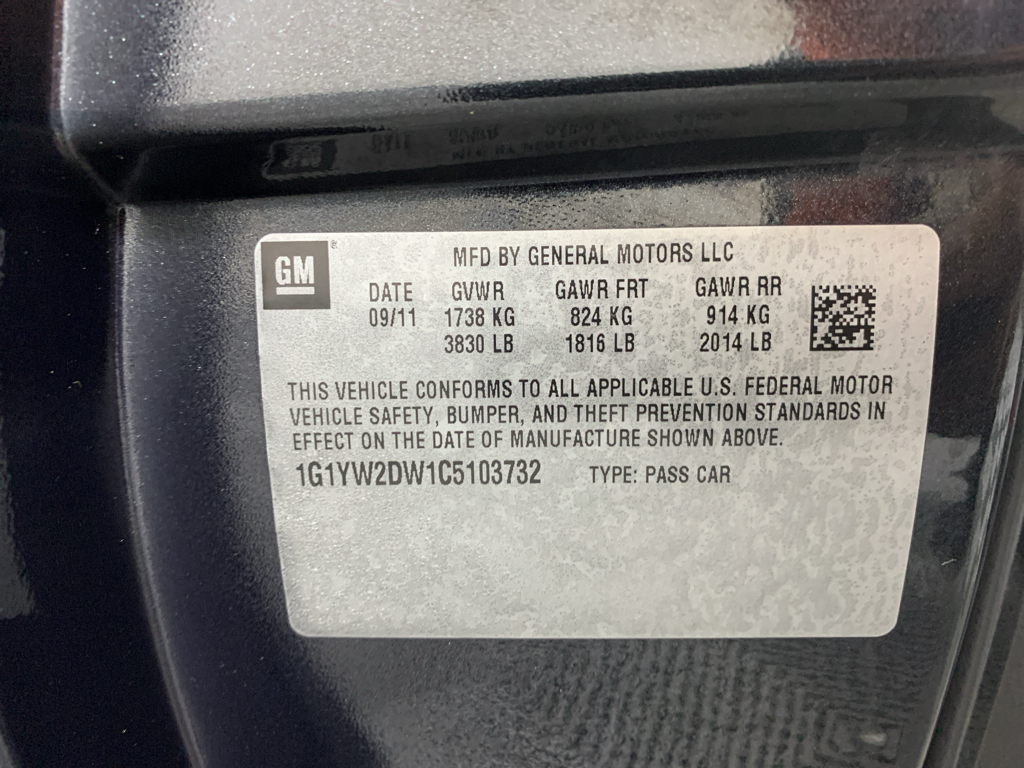 GM
MFD BY GENERAL MOTORS LLC
DATE GVWR GAWR FRT GAWR RR
09/11 1738 KG 824 KG 914 KG
3830 LB 1816 LB 2014 LB
THIS VEHICLE CONFORMS TO ALL APPLICABLE U.S. FEDERAL MOTOR
VEHICLE SAFETY, BUMPER, AND THEFT PREVENTION STANDARDS IN
EFFECT ON THE DATE OF MANUFACTURE SHOWN ABOVE.
1G1YW2DW1C5103732 TYPE: PASS CAR